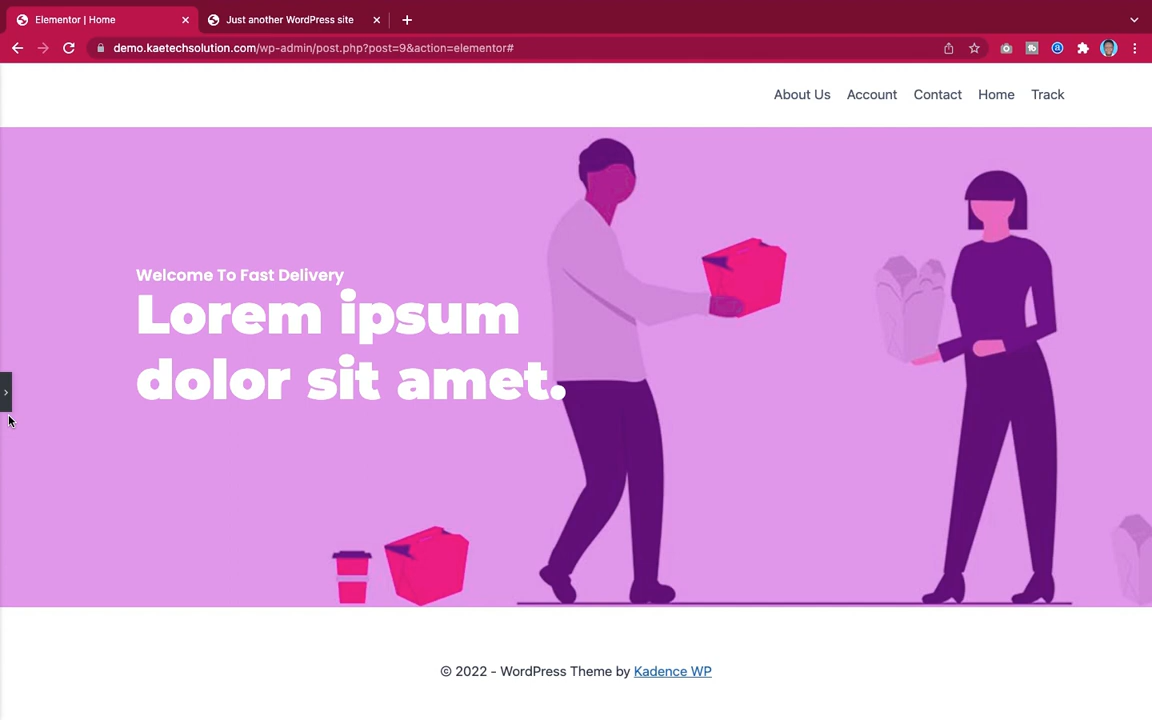 Elementor | Home
Just another WordPress site
demo.kaetechsolution.com/wp-admin/post.php?post=9&action=elementor#
About Us Account Contact Home Track
Welcome To Fast Delivery
Lorem ipsum
dolor sit amet.
© 2022 - WordPress Theme by Kadence WP